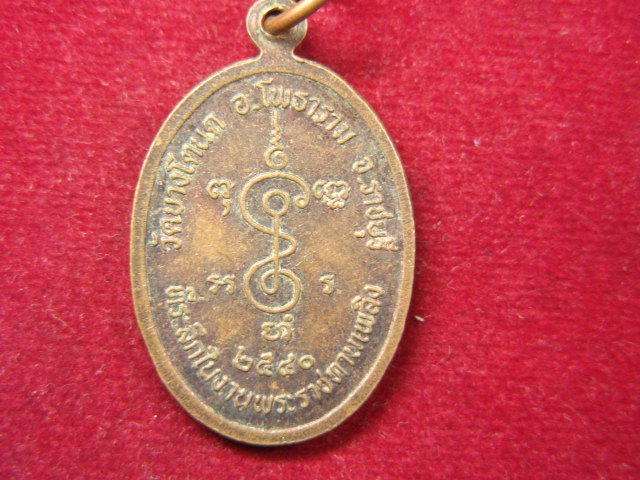 วัดบางโตนด อ.โพธาราม จ.ราชบุรี
๒๕๔๐
ที่ระลึกในงานพระราชทานเพลิง